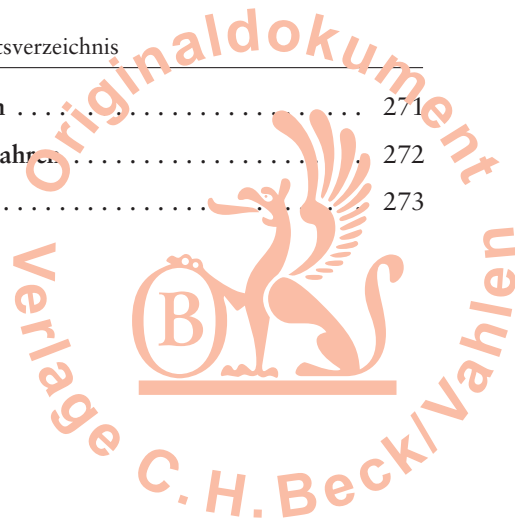 tsverzeichnis
n . . . . . . . . . . . . . . . . . . . . . . . . . . 271
ahren . . . . . . . . . . . . . . . . . . . . . . 272
. . . . . . . . . . . . . . . . . . . . . . . . . . . 273
Originaldokument
B
Verlage C.H.Beck/Vahlen